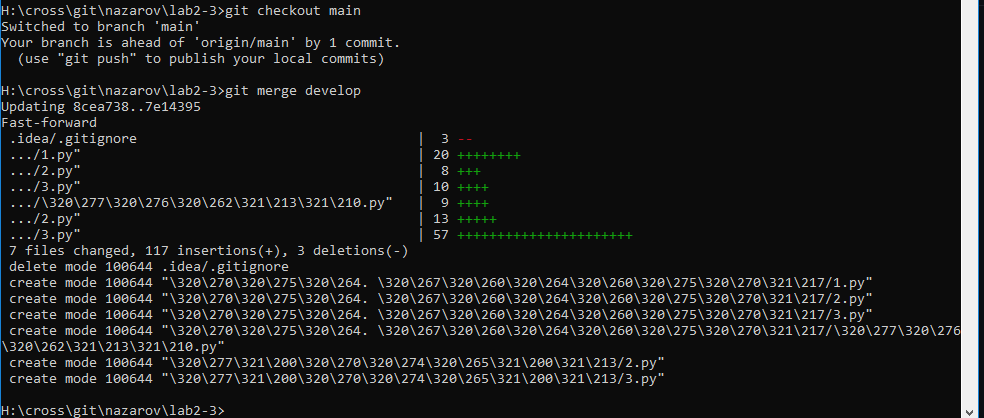 H:\cross\git\nazarov\lab2-3>git checkout main
Switched to branch 'main'
Your branch is ahead of 'origin/main' by 1 commit.
  (use "git push" to publish your local commits)

H:\cross\git\nazarov\lab2-3>git merge develop
Updating 8cea738..7e14395
Fast-forward
 .idea/.gitignore                                   |  3 --
 .../1.py"                                          | 20 ++++++++
 .../2.py"                                          |  8 +++
 .../3.py"                                          | 10 ++++
 .../\320\277\320\276\320\262\321\213\321\210.py"   |  9 ++++
 .../2.py"                                          | 13 +++++
 .../3.py"                                          | 57 ++++++++++++++++++++++
 7 files changed, 117 insertions(+), 3 deletions(-)
 delete mode 100644 .idea/.gitignore
 create mode 100644 "\320\270\320\275\320\264. \320\267\320\260\320\264\320\260\320\275\320\270\321\217/1.py"
 create mode 100644 "\320\270\320\275\320\264. \320\267\320\260\320\264\320\260\320\275\320\270\321\217/2.py"
 create mode 100644 "\320\270\320\275\320\264. \320\267\320\260\320\264\320\260\320\275\320\270\321\217/3.py"
 create mode 100644 "\320\270\320\275\320\264. \320\267\320\260\320\264\320\260\320\275\320\270\321\217/\320\277\320\276
\320\262\321\213\321\210.py"
 create mode 100644 "\320\277\321\200\320\270\320\274\320\265\321\200\321\213/2.py"
 create mode 100644 "\320\277\321\200\320\270\320\274\320\265\321\200\321\213/3.py"

H:\cross\git\nazarov\lab2-3>